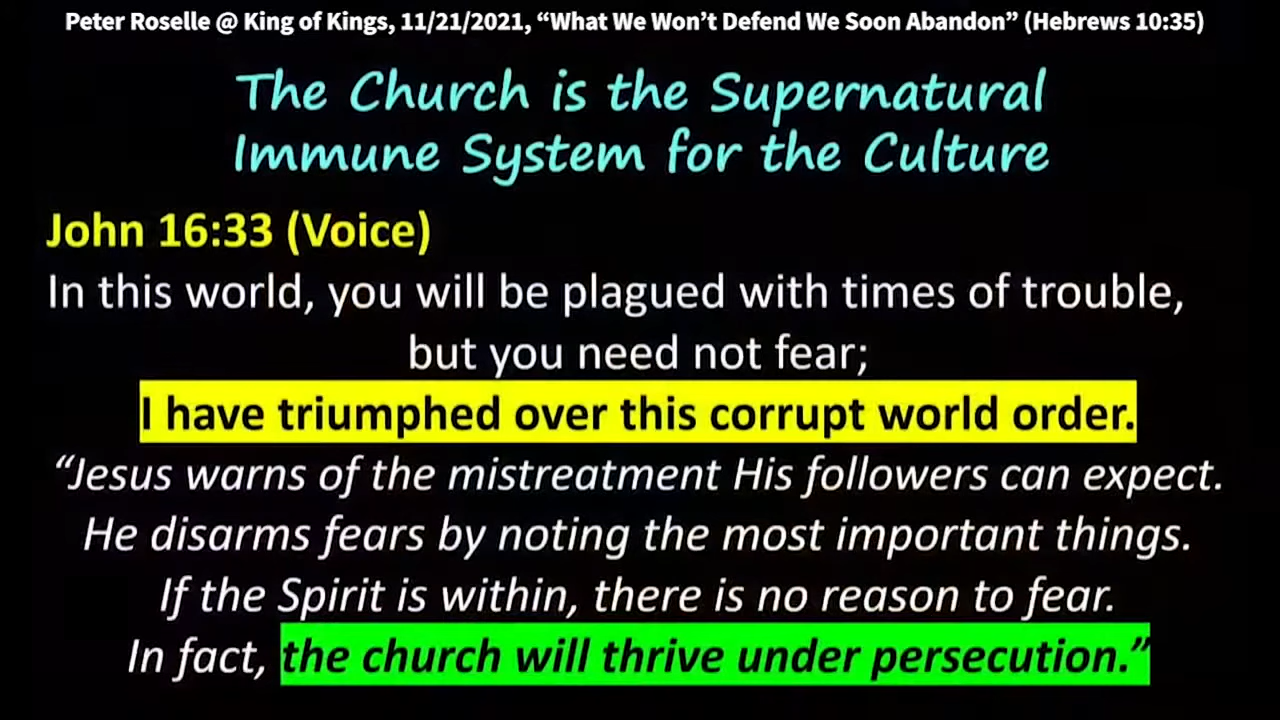 Peter Roselle @ King of Kings, 11/21/2021, “What We Won’t Defend We Soon Abandon” (Hebrews 10:35)
The Church is the Supernatural
Immune System for the Culture
John 16:33 (Voice)
In this world, you will be plagued with times of trouble,
but you need not fear;
I have triumphed over this corrupt world order.
“Jesus warns of the mistreatment His followers can expect.
He disarms fears by noting the most important things.
If the Spirit is within, there is no reason to fear.
In fact, the church will thrive under persecution.”